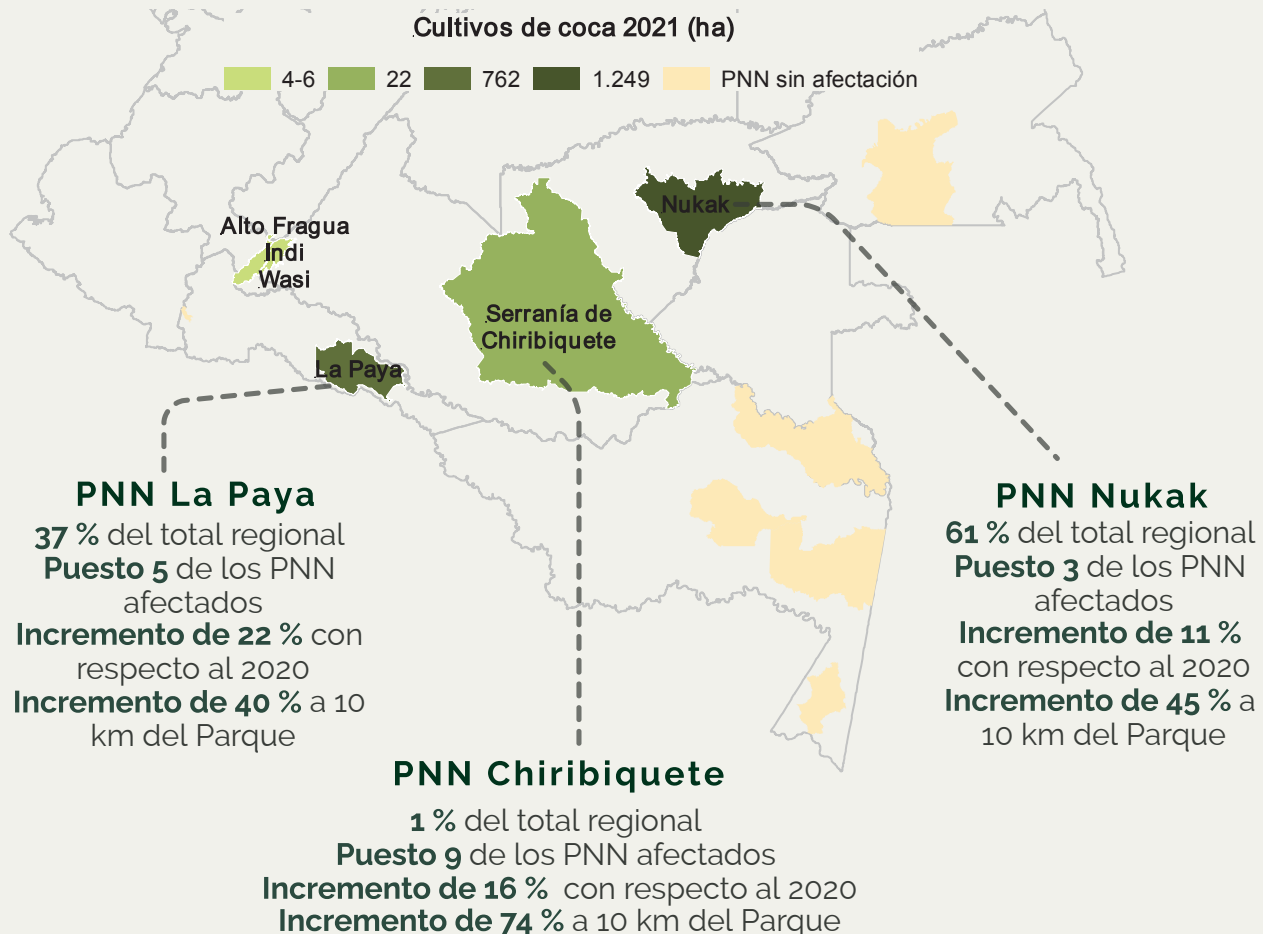 Cultivos de coca 2021 (ha)
4-6 22 762 1.249 PNN sin afectación
Nukak
Alto Fragua
Indi
Wasi
Serranía de
Chiribiquete
La Paya
PNN La Paya
37 % del total regional
Puesto 5 de los PNN
afectados
Incremento de 22 % con
respecto al 2020
Incremento de 40 % a 10
km del Parque
PNN Nukak
61 % del total regional
Puesto 3 de los PNN
afectados
Incremento de 11 %
con respecto al 2020
Incremento de 45 % a
10 km del Parque
PNN Chiribiquete
1 % del total regional
Puesto 9 de los PNN afectados
Incremento de 16 % con respecto al 2020
Incremento de 74 % a 10 km del Parque